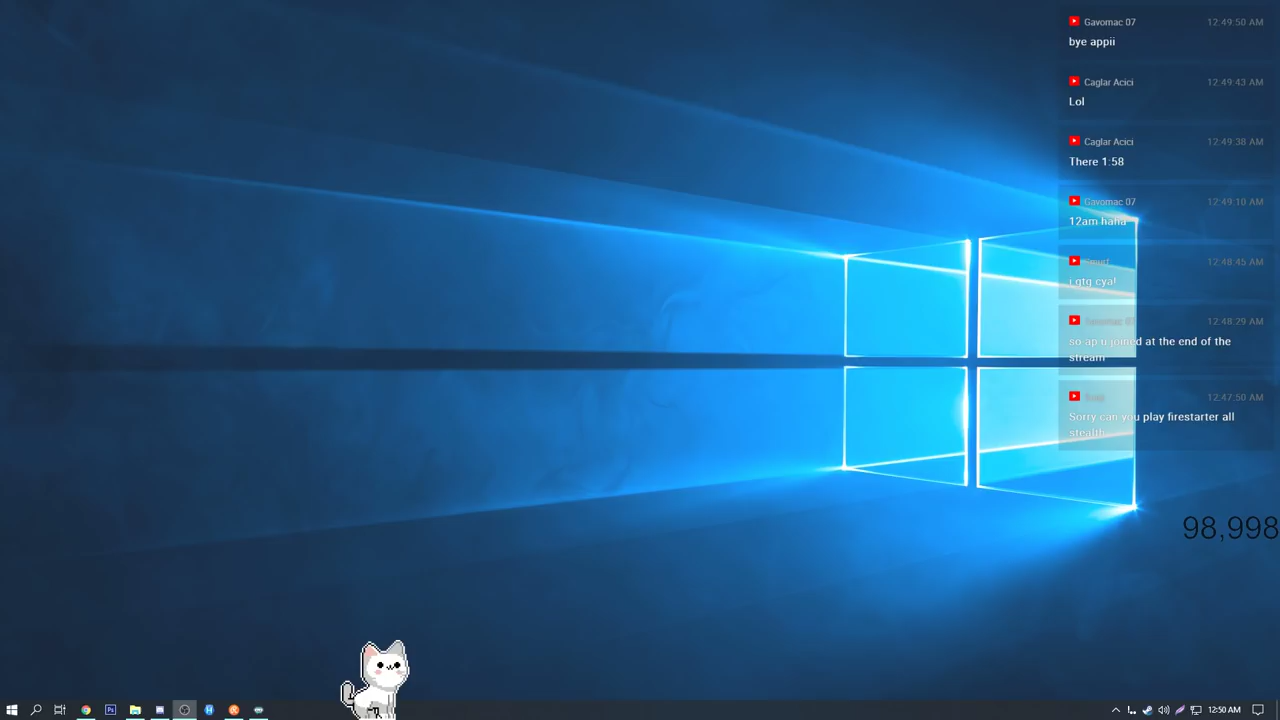 Gavomac 07 12:49:50 AM
bye appii
Caglar Acici 12:49:43 AM
Lol
Caglar Acici 12:49:38 AM
There 1:58
Gavomac 07 12:49:10 AM
12am haha
12:48:45 AM
i gtg cya!
Gavomac 07 12:48:29 AM
so ap u joined at the end of the
stream
12:47:50 AM
Sorry can you play firestarter all
stealth
98,998
12:50 AM